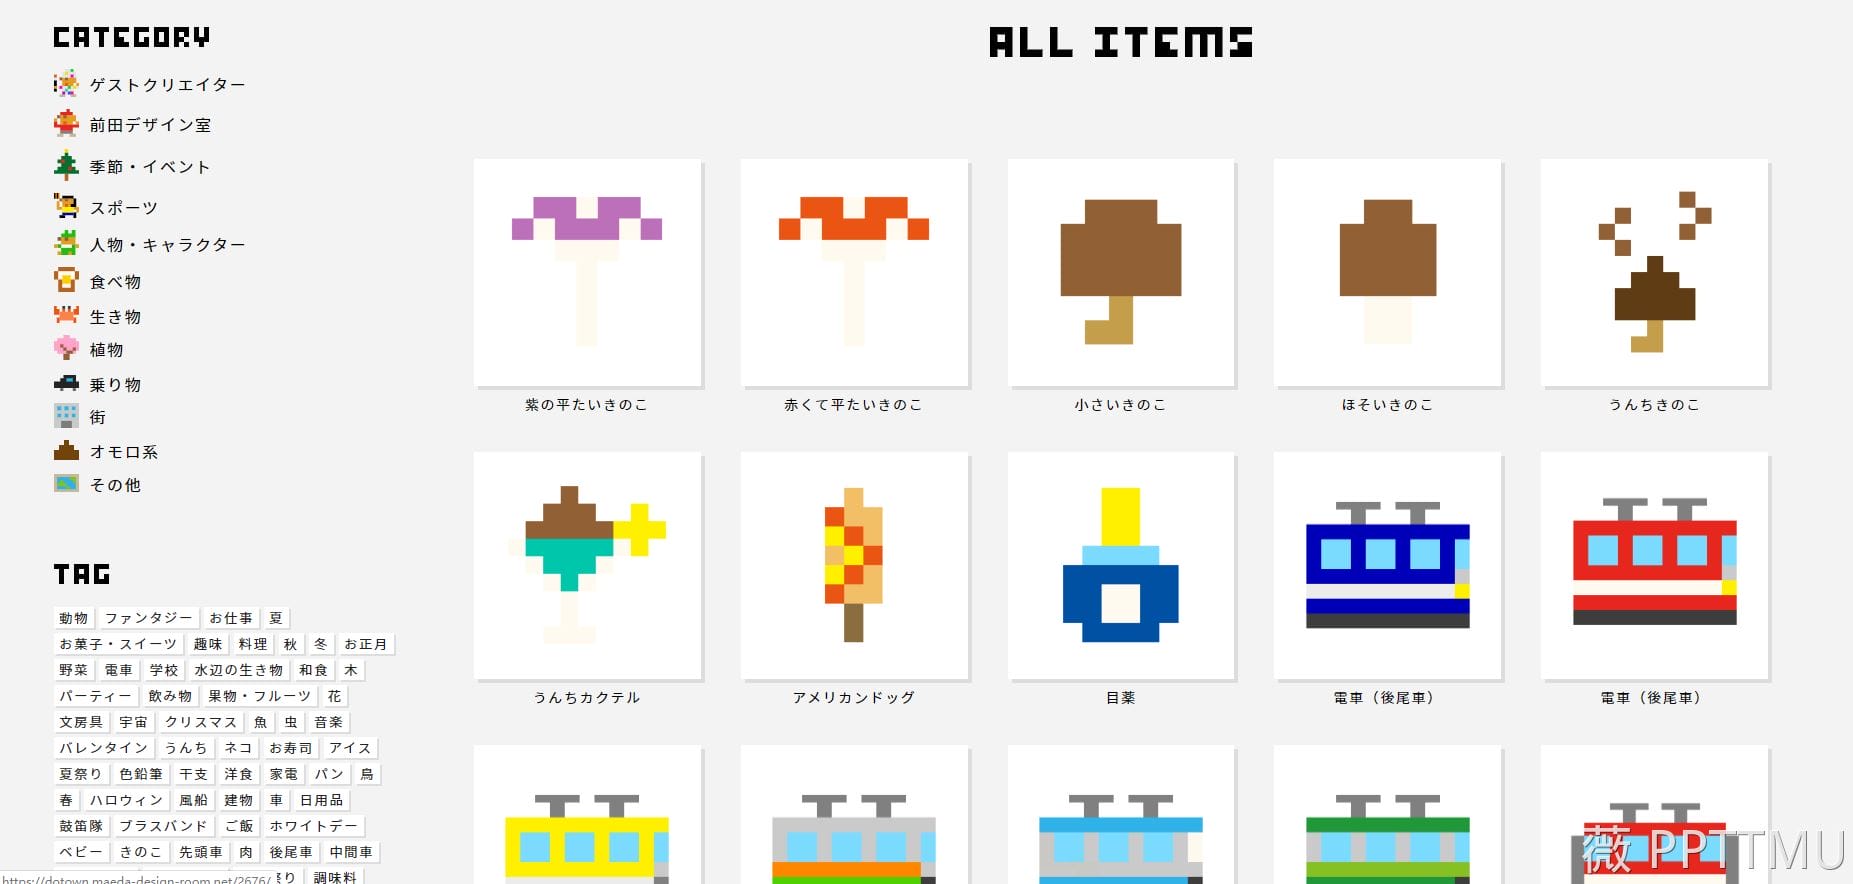 CATEGORY
ゲストクリエイター
前田デザイン室
季節・イベント
スポーツ
人物・キャラクター
食べ物
生き物
植物
乗り物
街
オモロ系
その他
TAG
動物 ファンタジー お仕事 夏
お菓子・スイーツ 趣味 料理 秋 冬 お正月
野菜 電車 学校 水辺の生き物 和食 木
パーティー 飲み物 果物・フルーツ 花
文房具 宇宙 クリスマス 魚 虫 音楽
バレンタイン うんち ネコ お寿司 アイス
夏祭り 色鉛筆 干支 洋食 家電 パン 鳥
春 ハロウィン 風船 建物 車 日用品
鼓笛隊 ブラスバンド ご飯 ホワイトデー
ベビー きのこ 先頭車 肉 後尾車 中間車
調味料
https://dotown.maeda-design-room.net/2676/
ALL ITEMS
紫の平たいきのこ
赤くて平たいきのこ
小さいきのこ
ほそいきのこ
うんちきのこ
うんちカクテル
アメリカンドッグ
目薬
電車（後尾車）
電車（後尾車）
薇 PPTTMU